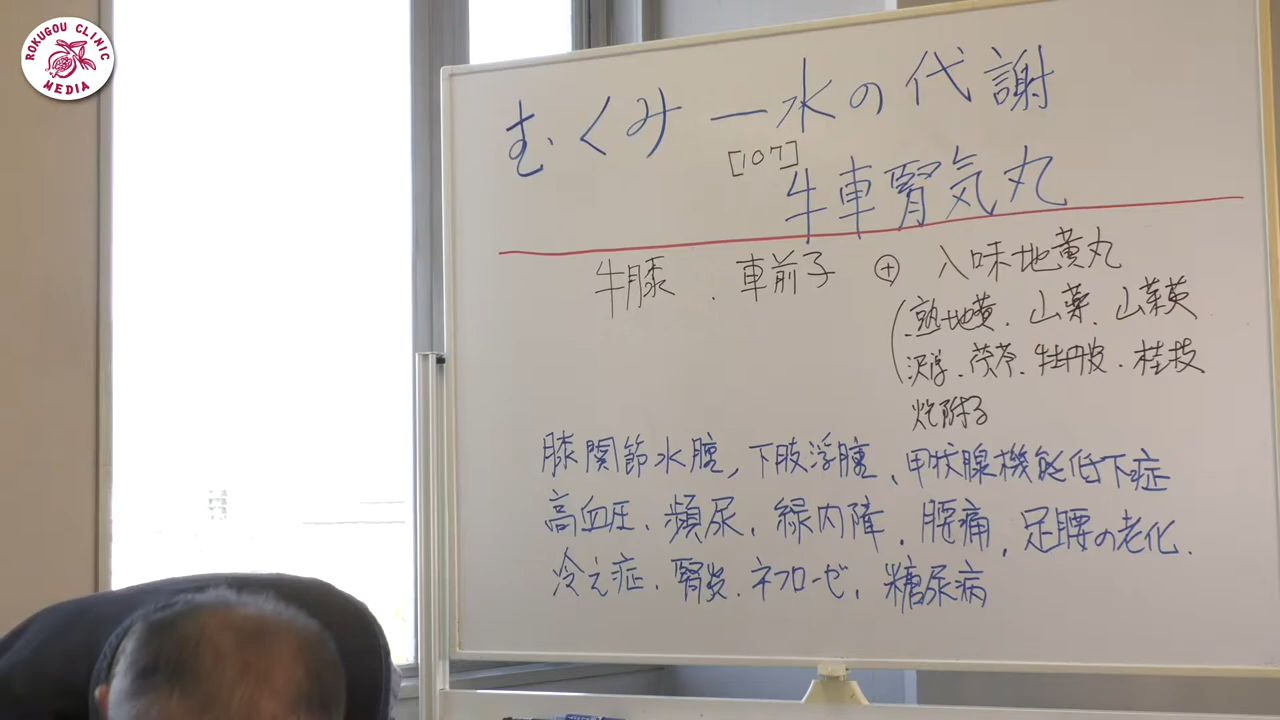 ROKUGOU CLINIC
MEDIA
むくみ ー水の代謝
[107]
牛車腎気丸
牛膝、車前子 ⊕ 八味地黄丸
(熟地黄、山薬、山茱萸
沢瀉、茯苓、牡丹皮、桂枝
炮附子
膝関節水腫、下肢浮腫、甲状腺機能低下症
高血圧、頻尿、緑内障、腰痛、足腰の老化、
冷え症、腎炎、ネフローゼ、糖尿病